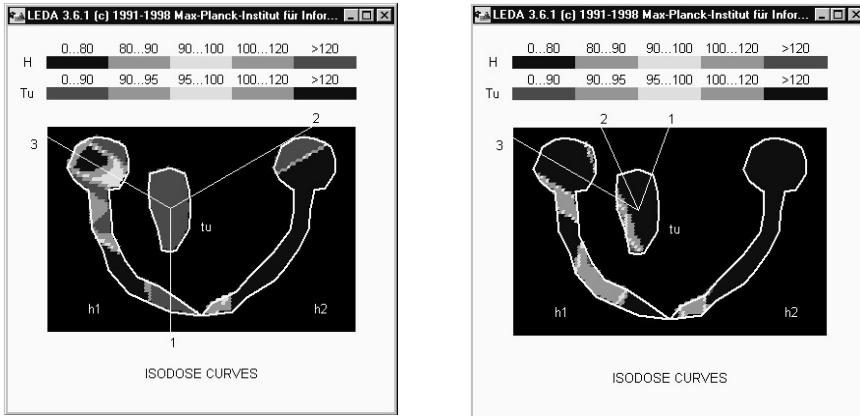 LEDA 3.6.1 (c) 1991-1998 Max-Planck-Institut für Infor...
0...80 80...90 90...100 100...120 >120
H
0...90 90...95 95...100 100...120 >120
Tu
2
3
tu
h1 h2
1
ISODOSE CURVES
LEDA 3.6.1 (c) 1991-1998 Max-Planck-Institut für Infor...
0...80 80...90 90...100 100...120 >120
H
0...90 90...95 95...100 100...120 >120
Tu
2 1
3
tu
h1 h2
ISODOSE CURVES